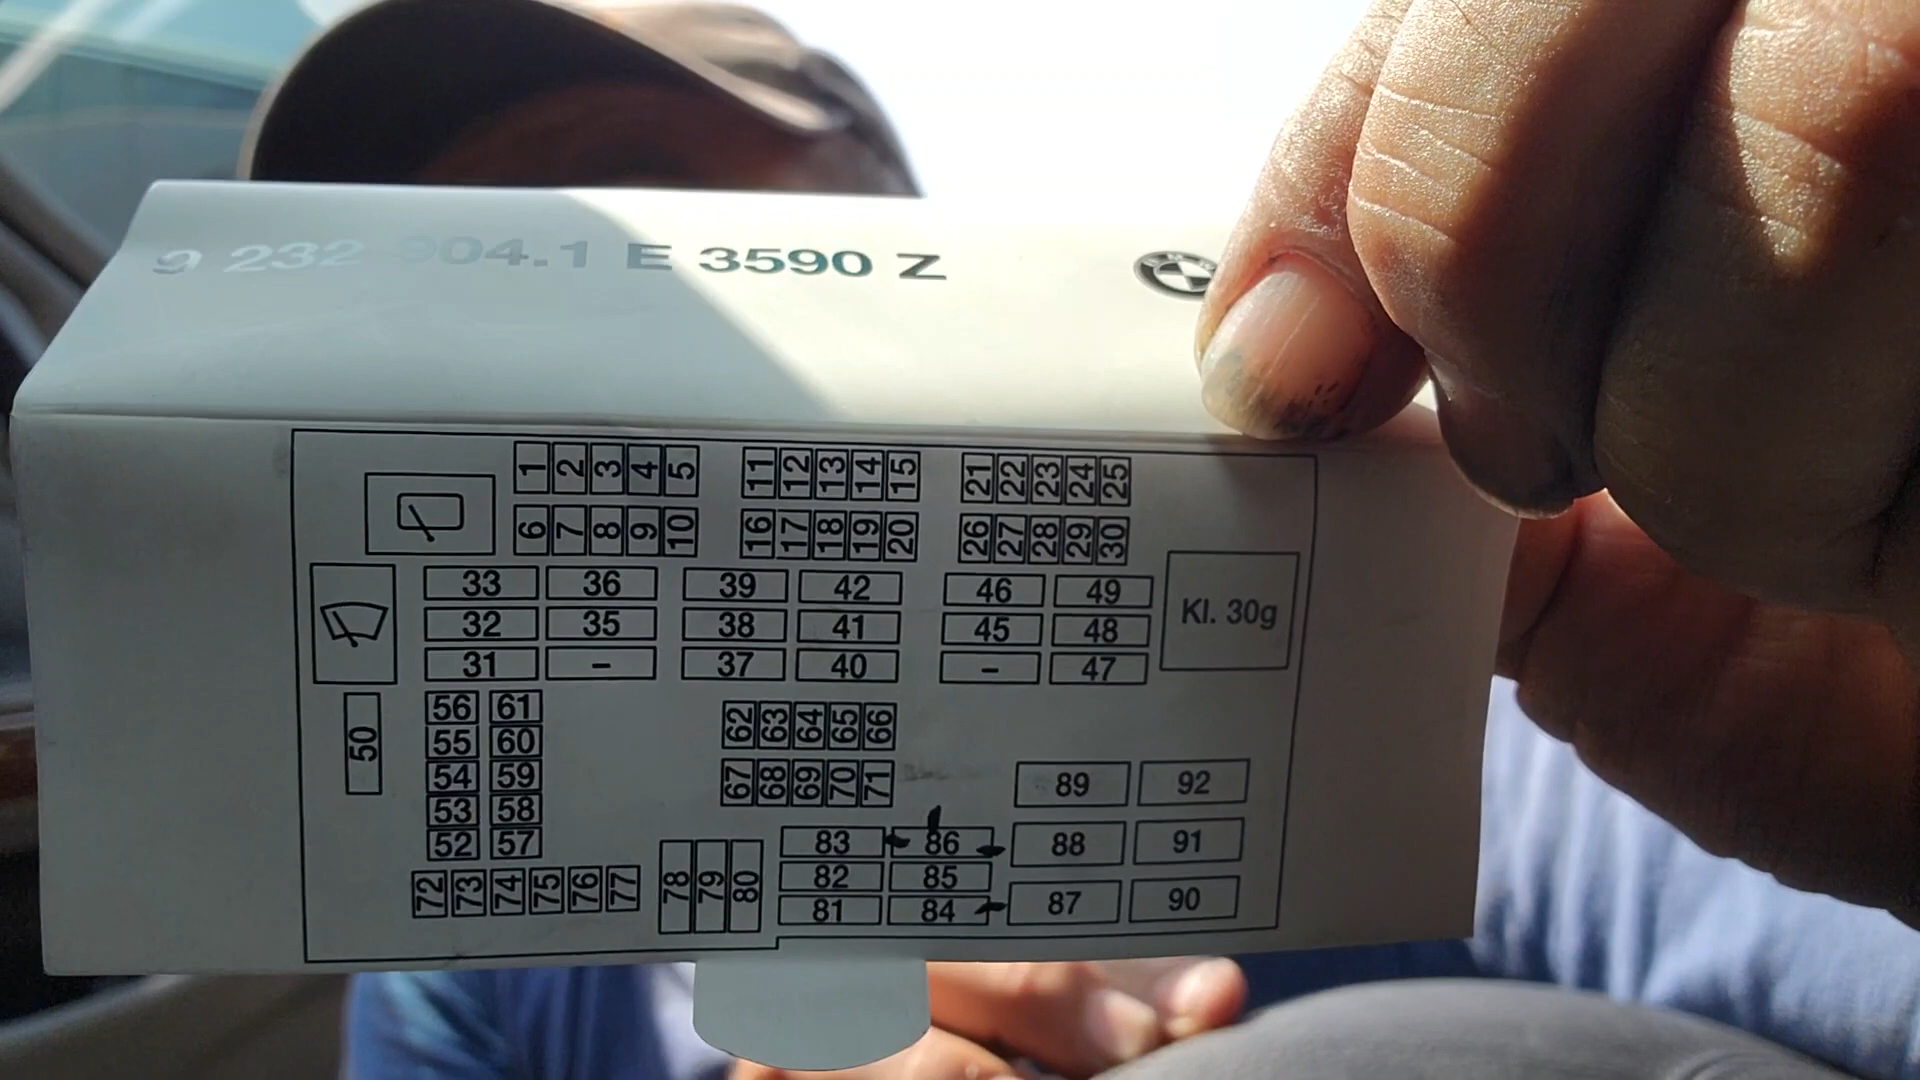 9 232 904.1 E 3590 Z
1 2 3 4 5 11 12 13 14 15 21 22 23 24 25
6 7 8 9 10 16 17 18 19 20 26 27 28 29 30
33 36 39 42 46 49
32 35 38 41 45 48
31 – 37 40 – 47
Kl. 30g
50
56 61
55 60
54 59
53 58
52 57
62 63 64 65 66
67 68 69 70 71
72 73 74 75 76 77
78 79 80
83 86
82 85
81 84
89 92
88 91
87 90